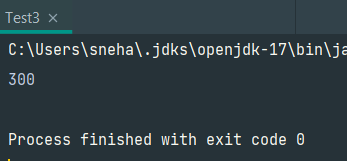 Test3 ×
C:\Users\sneha\.jdks\openjdk-17\bin\ja
300
Process finished with exit code 0